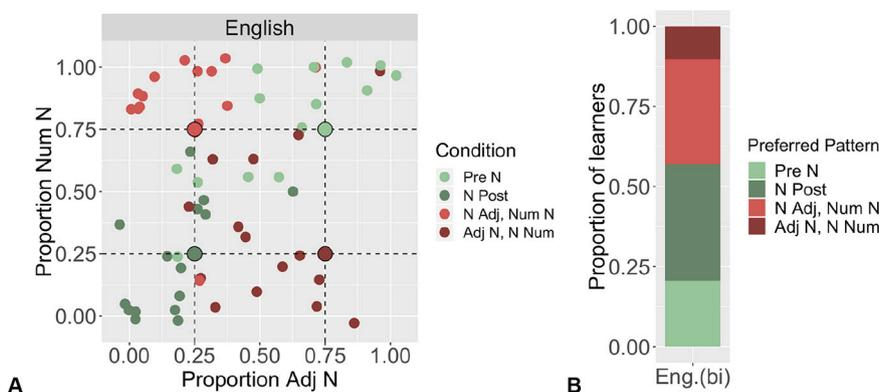 English
Proportion Num N
1.00
0.75
0.50
0.25
0.00
0.00 0.25 0.50 0.75 1.00
Proportion Adj N
A
Condition
Pre N
N Post
N Adj, Num N
Adj N, N Num
Proportion of learners
1.00
0.75
0.50
0.25
0.00
Eng.(bi)
B
Preferred Pattern
Pre N
N Post
N Adj, Num N
Adj N, N Num